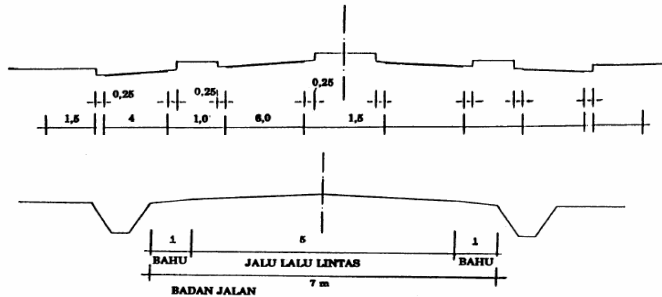 0,25 0,25 0,25
1,5 4 1,0 6,0 1,5
1 5 1
BAHU JALU LALU LINTAS BAHU
7 m
BADAN JALAN